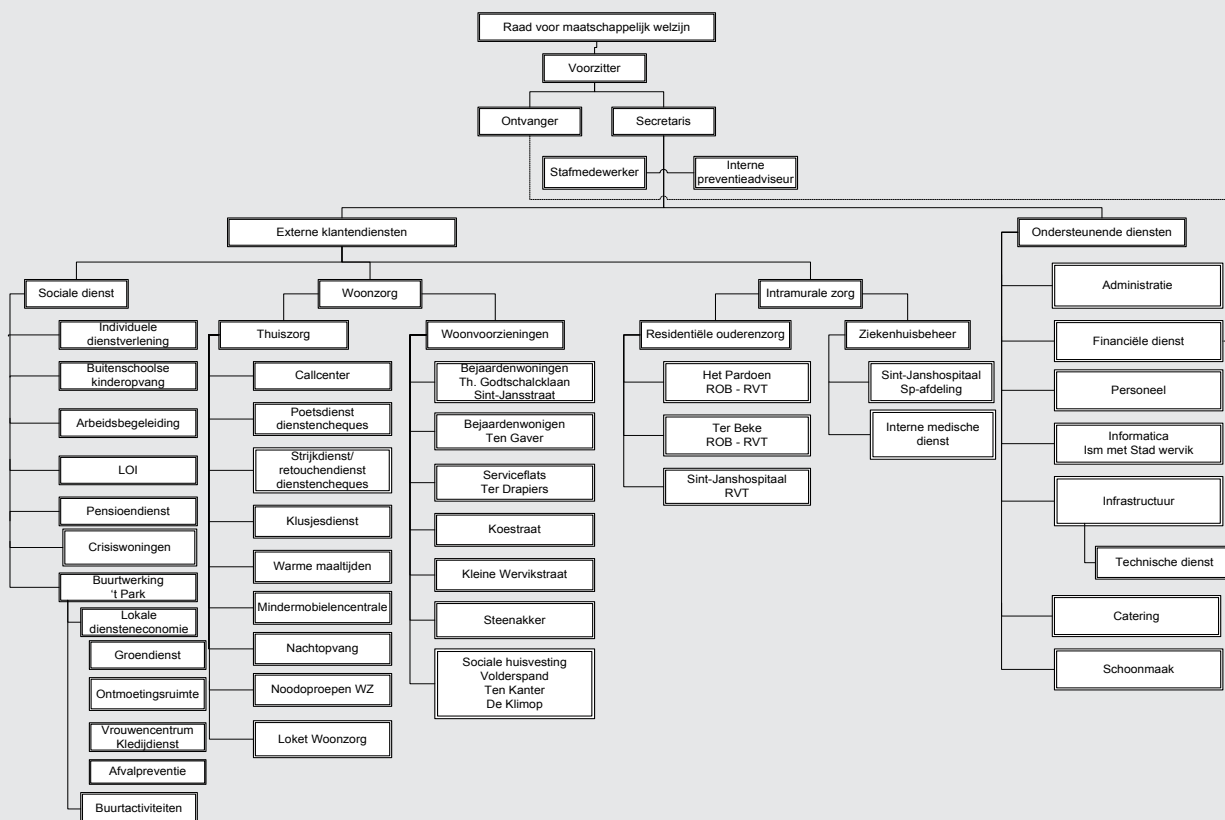 Raad voor maatschappelijk welzijn
Voorzitter
Ontvanger
Secretaris
Stafmedewerker
Interne
preventieadviseur
Externe klantendiensten
Ondersteunende diensten
Sociale dienst
Woonzorg
Intramurale zorg
Individuele
dienstverlening
Buitenschoolse
kinderopvang
Arbeidsbegeleiding
LOI
Pensioendienst
Crisiswoningen
Buurtwerking
‘t Park
Lokale
diensteneconomie
Groendienst
Ontmoetingsruimte
Vrouwencentrum
Kledijdienst
Afvalpreventie
Buurtactiviteiten
Thuiszorg
Callcenter
Poetsdienst
dienstencheques
Strijkdienst/
retouchendienst
dienstencheques
Klusjesdienst
Warme maaltijden
Mindermobielencentrale
Nachtopvang
Noodoproepen WZ
Loket Woonzorg
Woonvoorzieningen
Bejaardenwoningen
Th. Godtschalcklaan
Sint-Jansstraat
Bejaardenwonigen
Ten Gaver
Serviceflats
Ter Drapiers
Koestraat
Kleine Wervikstraat
Steenakker
Sociale huisvesting
Volderspand
Ten Kanter
De Klimop
Residentiële ouderenzorg
Het Pardoen
ROB - RVT
Ter Beke
ROB - RVT
Sint-Janshospitaal
RVT
Ziekenhuisbeheer
Sint-Janshospitaal
Sp-afdeling
Interne medische
dienst
Administratie
Financiële dienst
Personeel
Informatica
Ism met Stad wervik
Infrastructuur
Technische dienst
Catering
Schoonmaak